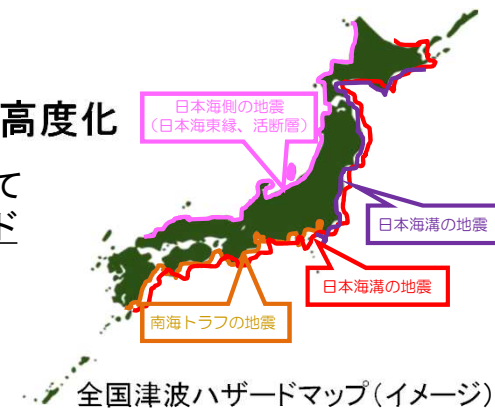 高度化
て
ド
日本海側の地震
（日本海東縁、活断層）
日本海溝の地震
日本海溝の地震
南海トラフの地震
全国津波ハザードマップ（イメージ）